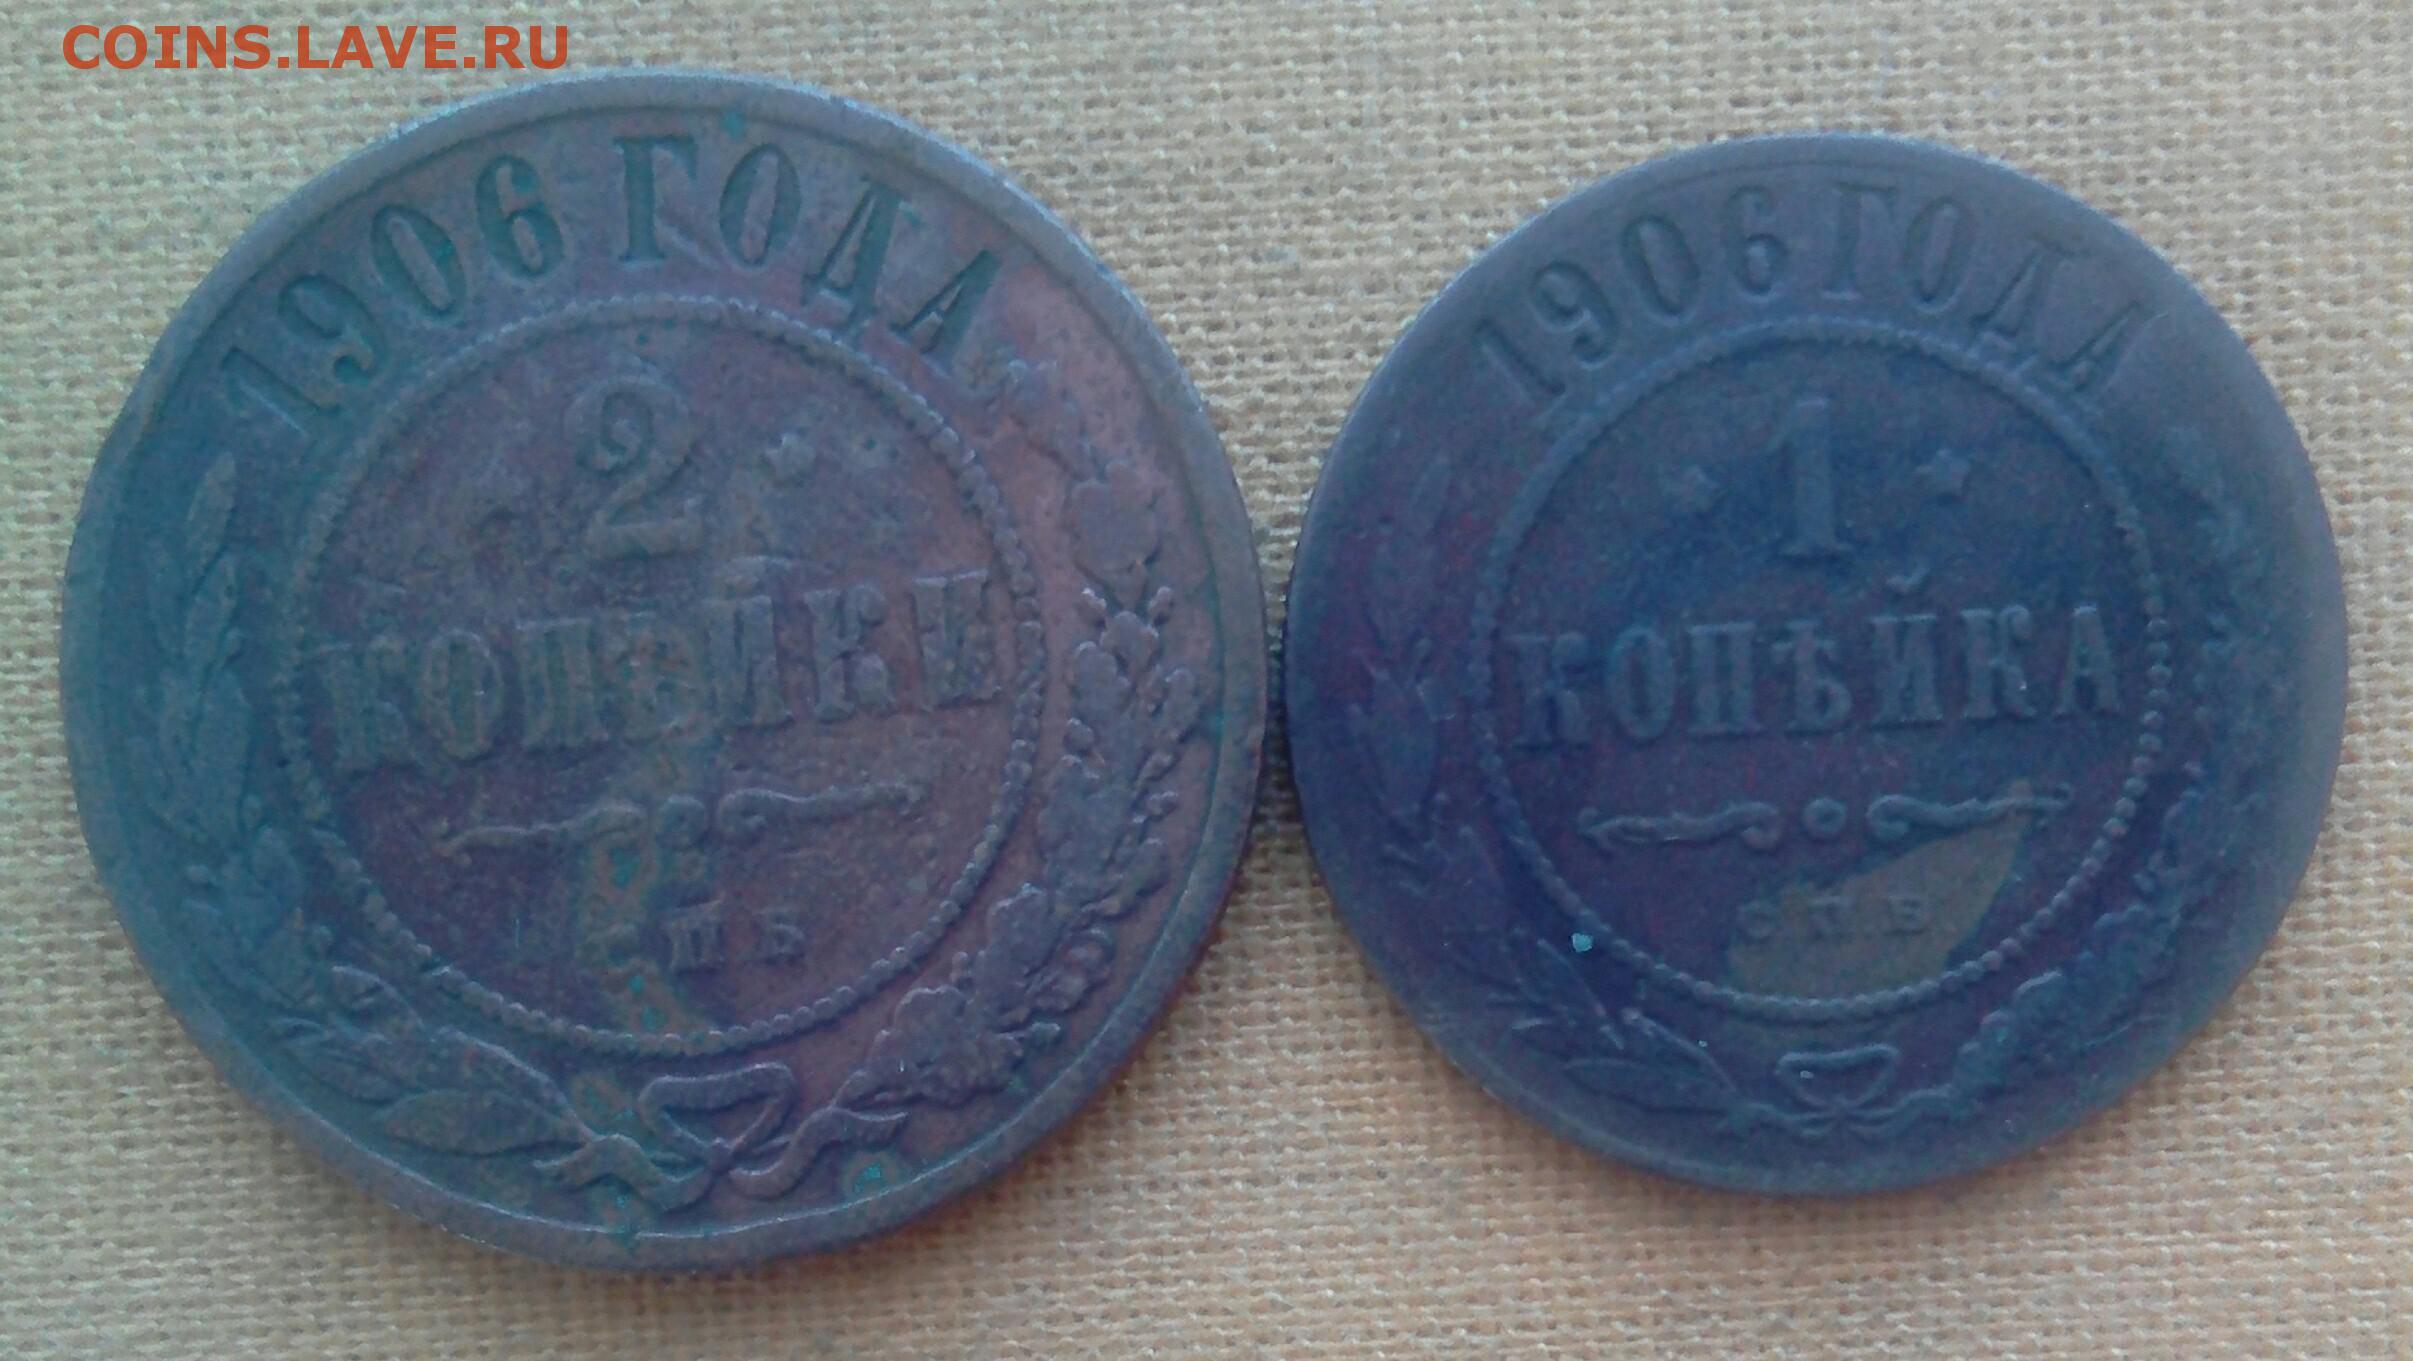 COINS.LAVE.RU
1906 ГОДА
2
КОПѢЙКИ
П Б
1906 ГОДА
1
КОПѢЙКА
С.П.Б.